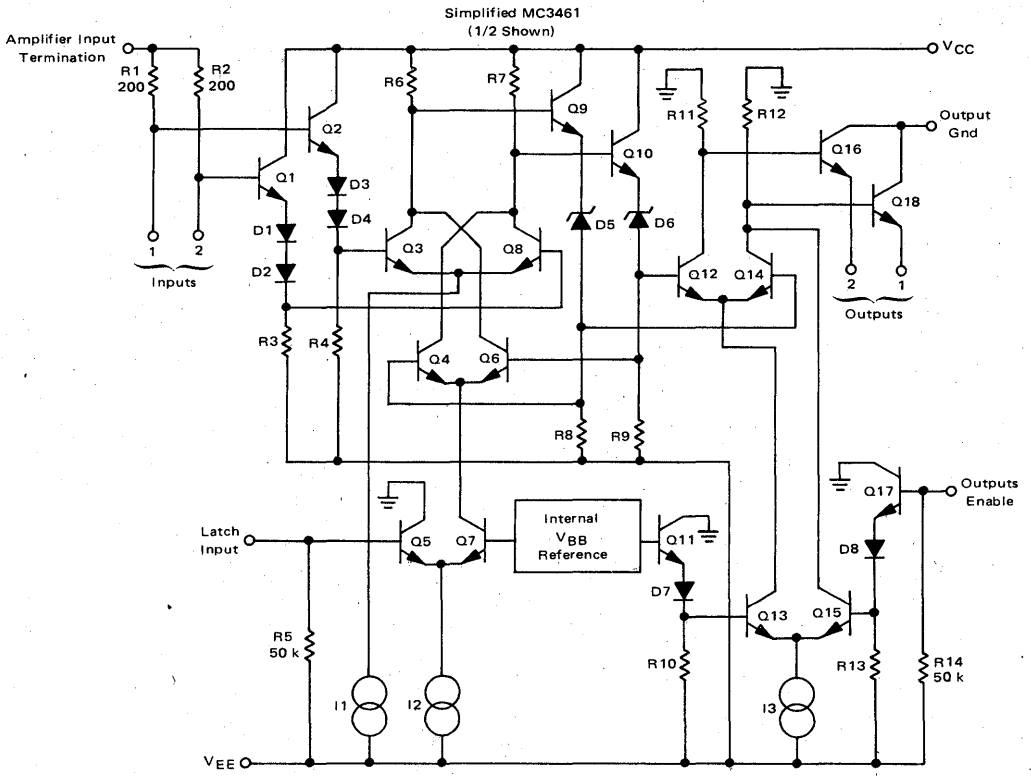 Simplified MC3461
(1/2 Shown)
Amplifier Input
Termination
VCC
R1
200
R2
200
R6
R7
Q9
R11
R12
Output
Gnd
Q2
Q10
Q16
Q1
D3
Q18
D1
D4
Q3
Q8
D5
D6
1
2
Inputs
D2
Q12
Q14
2
1
Outputs
R3
R4
Q4
Q6
R8
R9
Latch
Input
Q5
Q7
Internal
VBB
Reference
Q11
Q17
Outputs
Enable
D8
D7
Q13
Q15
R5
50 k
R10
R13
R14
50 k
I1
I2
I3
VEE